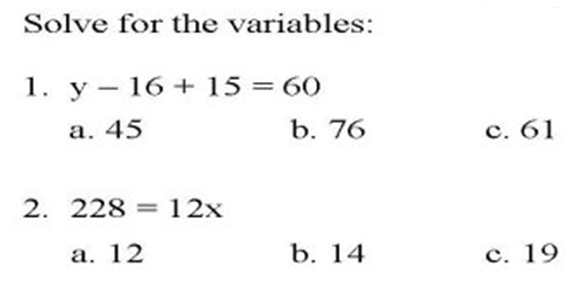 Solve for the variables:
1. y – 16 + 15 = 60
a. 45 b. 76 c. 61
2. 228 = 12x
a. 12 b. 14 c. 19